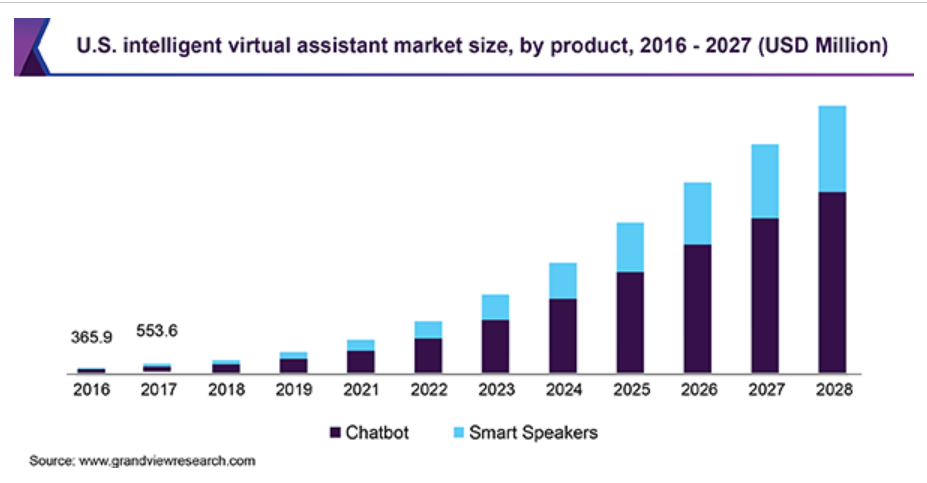 U.S. intelligent virtual assistant market size, by product, 2016 - 2027 (USD Million)
365.9 553.6
2016 2017 2018 2019 2021 2022 2023 2024 2025 2026 2027 2028
Chatbot Smart Speakers
Source: www.grandviewresearch.com